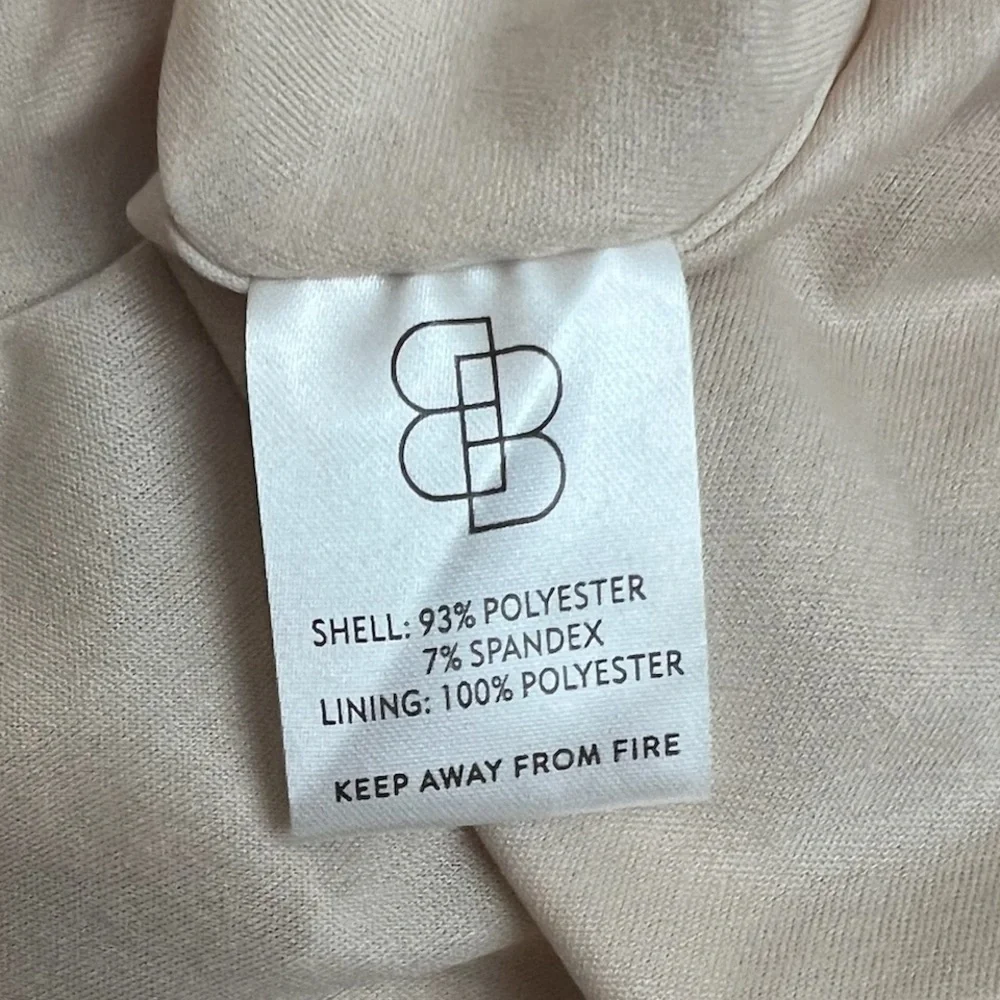 SHELL: 93% POLYESTER
7% SPANDEX
LINING: 100% POLYESTER
KEEP AWAY FROM FIRE